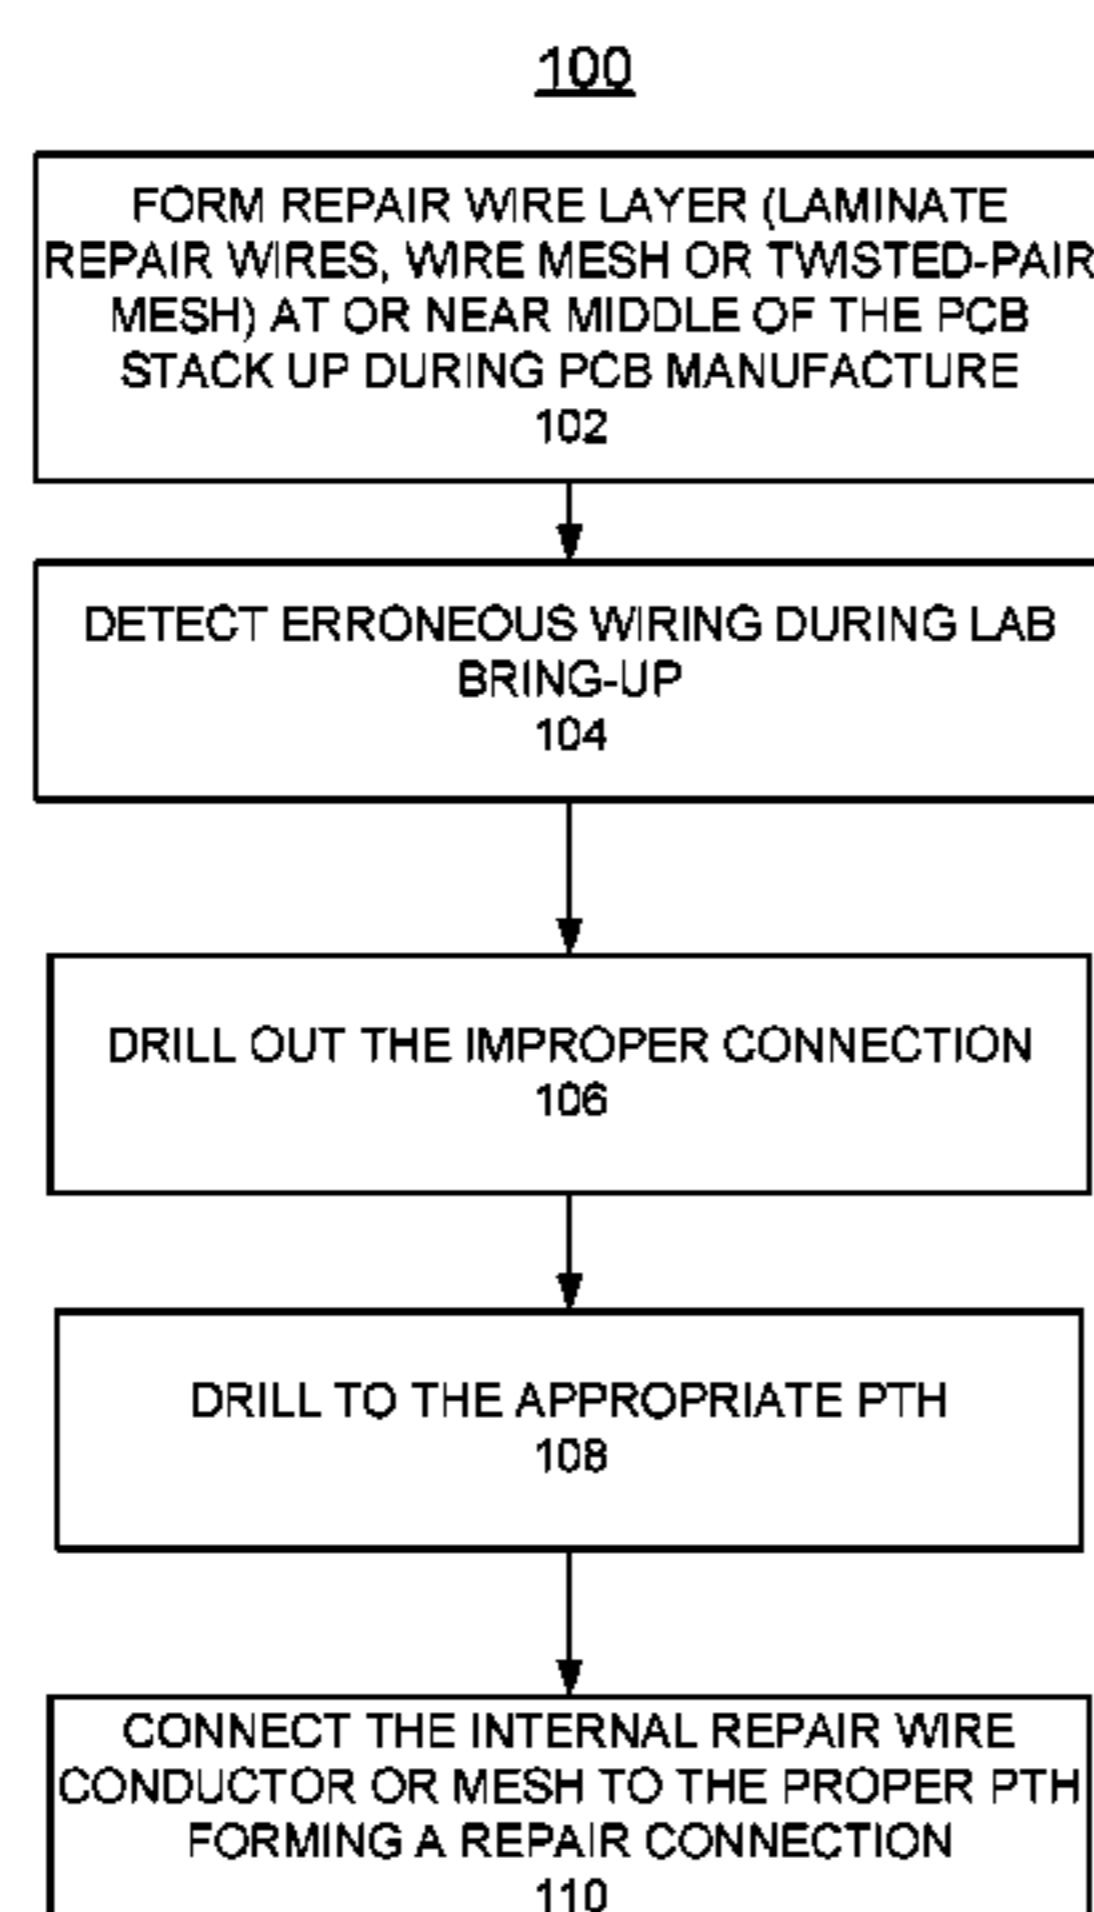 100
FORM REPAIR WIRE LAYER (LAMINATE
REPAIR WIRES, WIRE MESH OR TWISTED-PAIR
MESH) AT OR NEAR MIDDLE OF THE PCB
STACK UP DURING PCB MANUFACTURE
102
DETECT ERRONEOUS WIRING DURING LAB
BRING-UP
104
DRILL OUT THE IMPROPER CONNECTION
106
DRILL TO THE APPROPRIATE PTH
108
CONNECT THE INTERNAL REPAIR WIRE
CONDUCTOR OR MESH TO THE PROPER PTH
FORMING A REPAIR CONNECTION
110